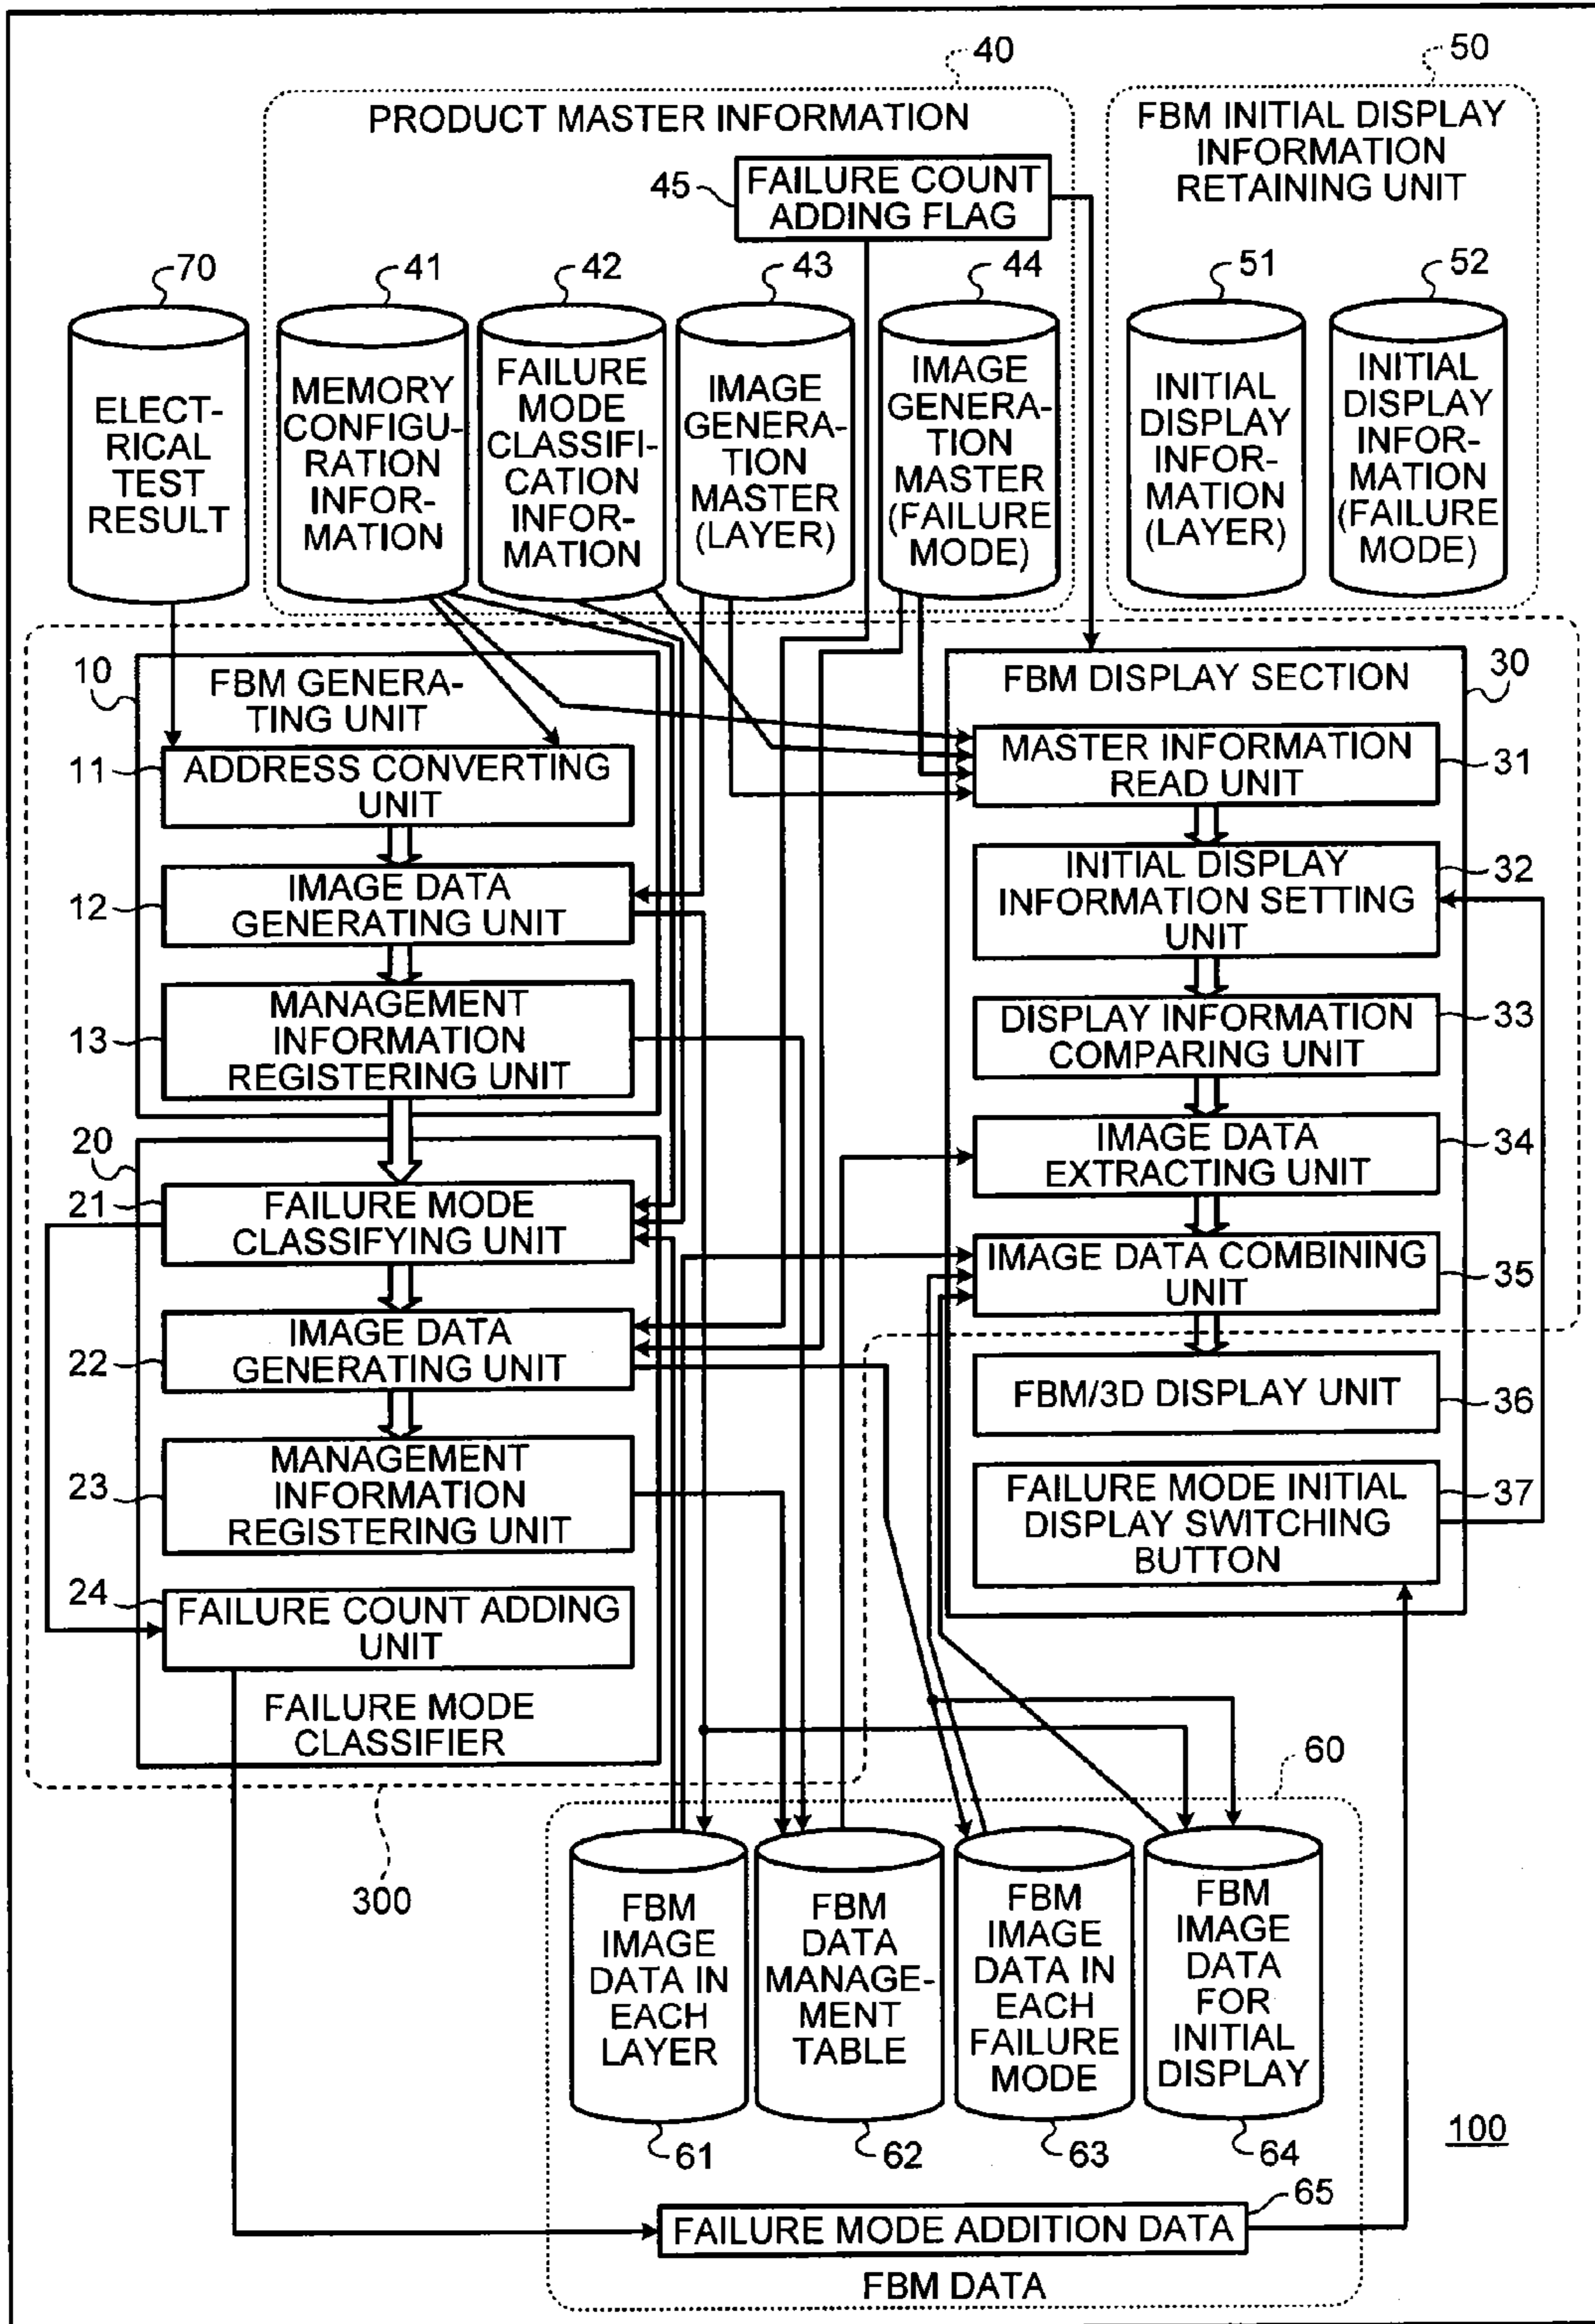 40
50
PRODUCT MASTER INFORMATION
FBM INITIAL DISPLAY
INFORMATION
RETAINING UNIT
45
FAILURE COUNT
ADDING FLAG
70
41
42
43
44
51
52
ELECT-
RICAL
TEST
RESULT
MEMORY
CONFIGU-
RATION
INFOR-
MATION
FAILURE
MODE
CLASSIFI-
CATION
INFOR-
MATION
IMAGE
GENERA-
TION
MASTER
(LAYER)
IMAGE
GENERA-
TION
MASTER
(FAILURE
MODE)
INITIAL
DISPLAY
INFOR-
MATION
(LAYER)
INITIAL
DISPLAY
INFOR-
MATION
(FAILURE
MODE)
10
FBM GENERA-
TING UNIT
11
ADDRESS CONVERTING
UNIT
12
IMAGE DATA
GENERATING UNIT
13
MANAGEMENT
INFORMATION
REGISTERING UNIT
20
21
FAILURE MODE
CLASSIFYING UNIT
22
IMAGE DATA
GENERATING UNIT
23
MANAGEMENT
INFORMATION
REGISTERING UNIT
24
FAILURE COUNT ADDING
UNIT
FAILURE MODE
CLASSIFIER
FBM DISPLAY SECTION
30
MASTER INFORMATION
READ UNIT
31
INITIAL DISPLAY
INFORMATION SETTING
UNIT
32
DISPLAY INFORMATION
COMPARING UNIT
33
IMAGE DATA
EXTRACTING UNIT
34
IMAGE DATA COMBINING
UNIT
35
FBM/3D DISPLAY UNIT
36
FAILURE MODE INITIAL
DISPLAY SWITCHING
BUTTON
37
300
60
FBM
IMAGE
DATA IN
EACH
LAYER
FBM
DATA
MANAGE-
MENT
TABLE
FBM
IMAGE
DATA IN
EACH
FAILURE
MODE
FBM
IMAGE
DATA
FOR
INITIAL
DISPLAY
61
62
63
64
100
65
FAILURE MODE ADDITION DATA
FBM DATA